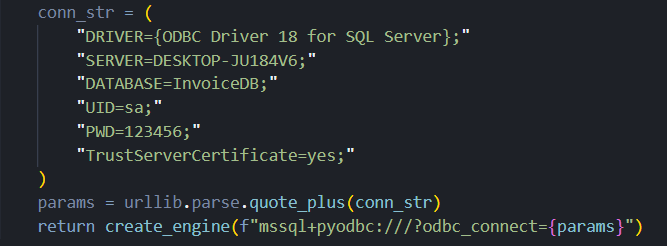 conn_str = (
"DRIVER={ODBC Driver 18 for SQL Server};"
"SERVER=DESKTOP-JU184V6;"
"DATABASE=InvoiceDB;"
"UID=sa;"
"PWD=123456;"
"TrustServerCertificate=yes;"
)
params = urllib.parse.quote_plus(conn_str)
return create_engine(f"mssql+pyodbc:///?odbc_connect={params}")